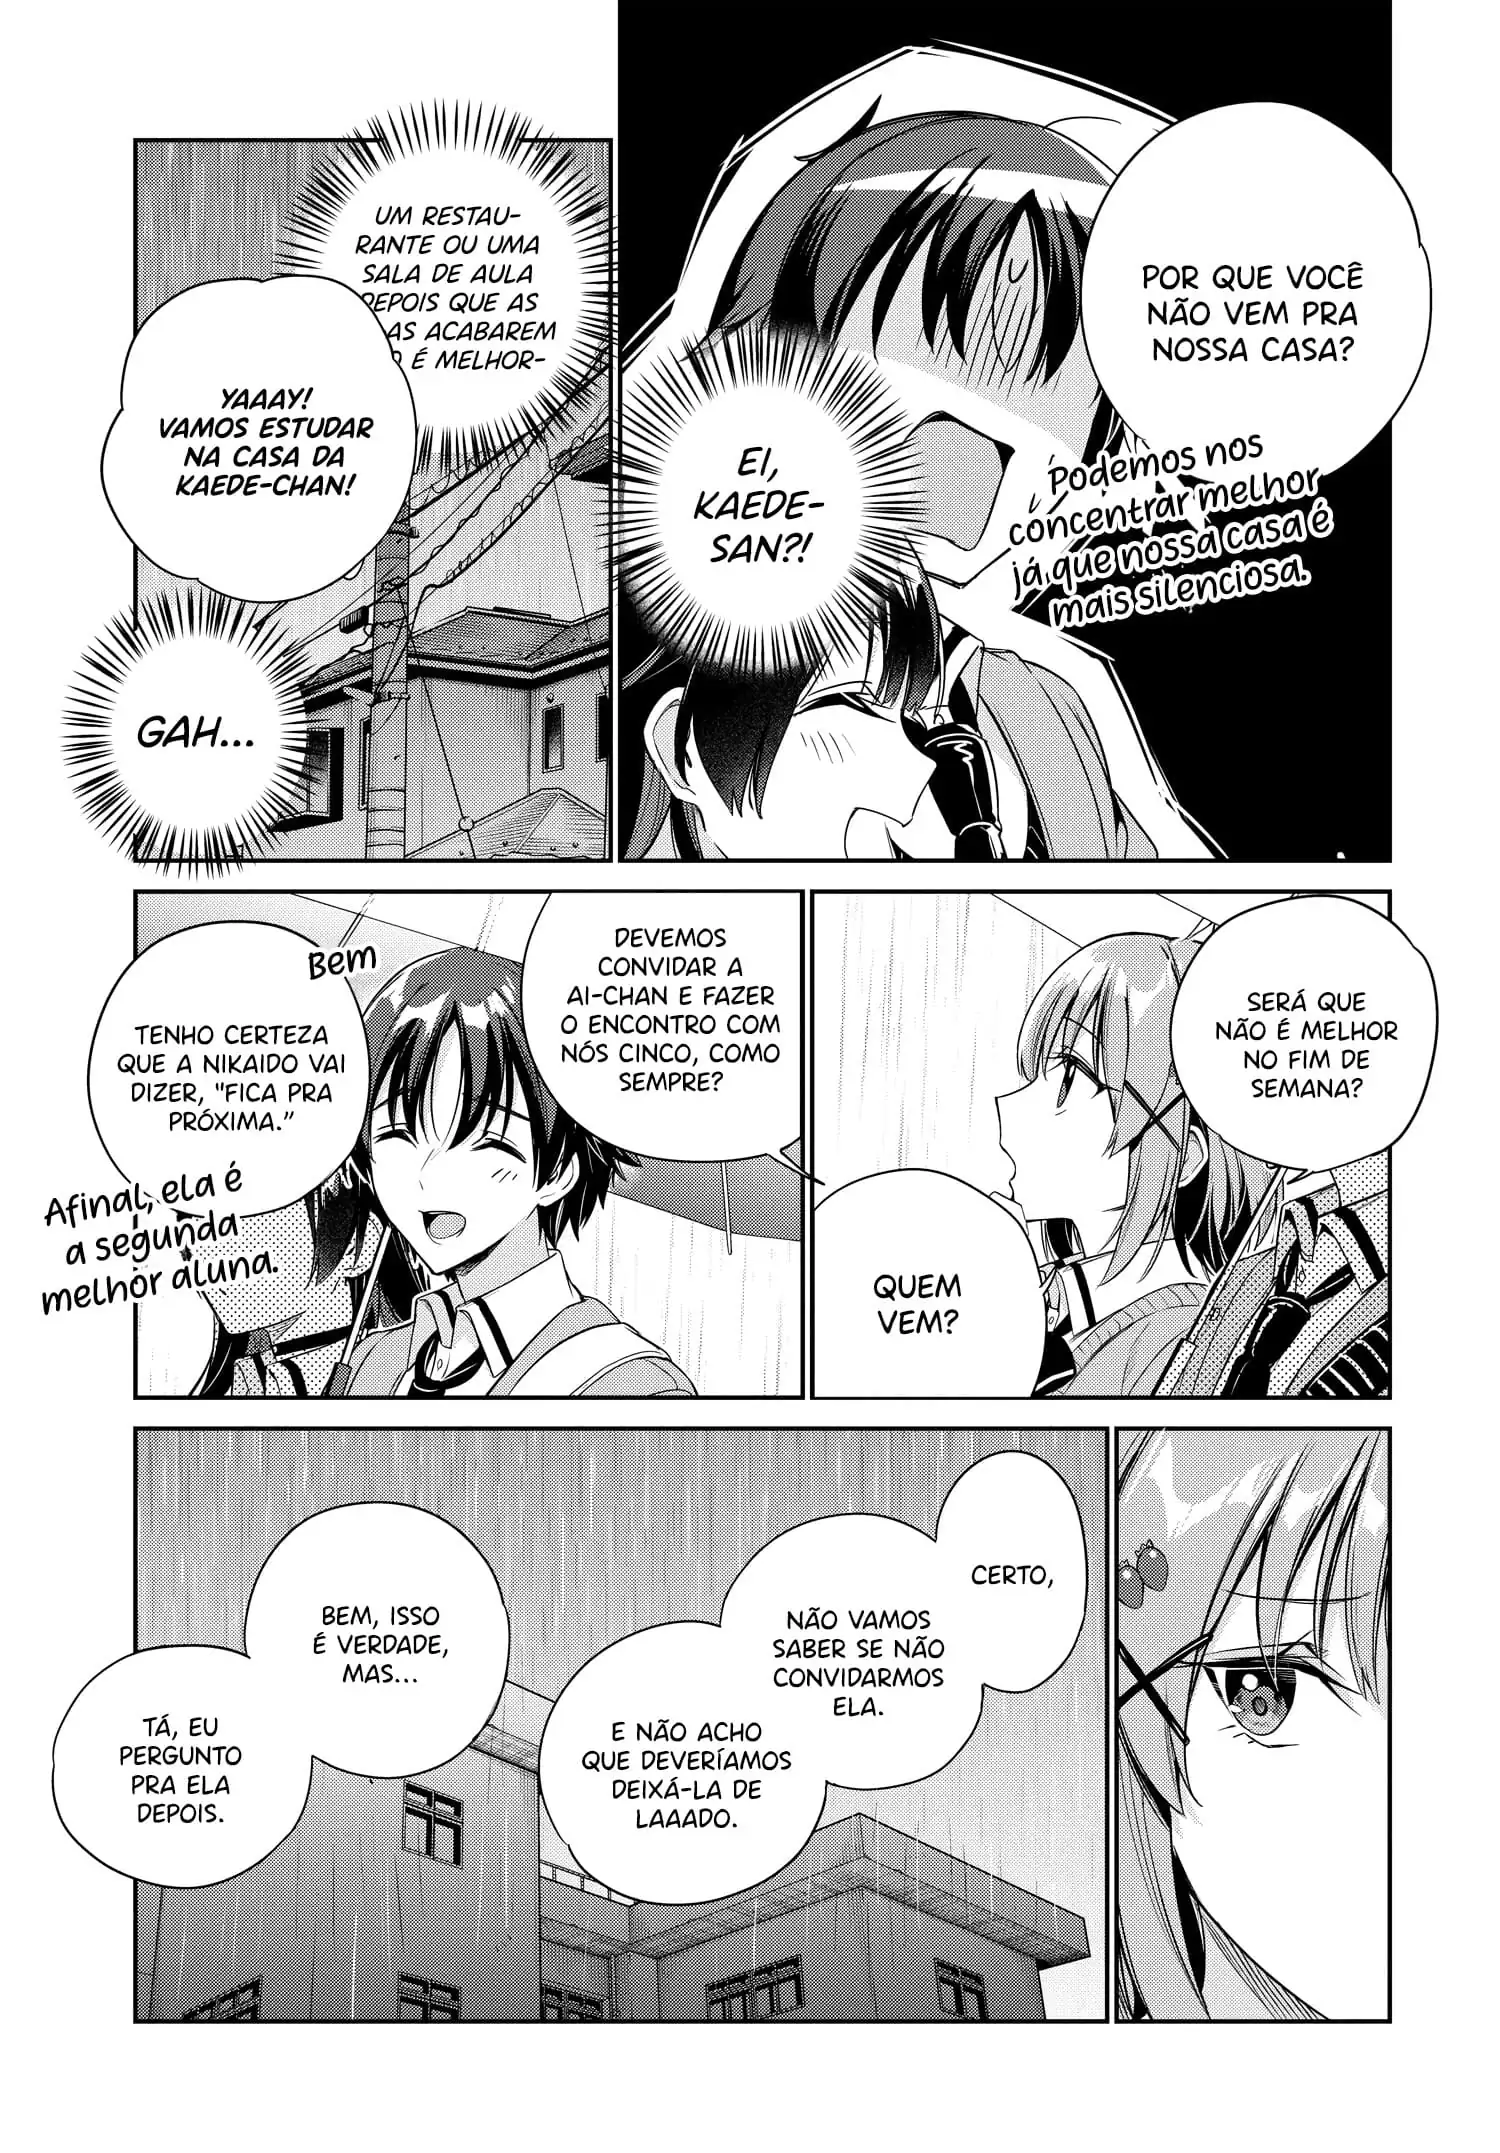 POR QUE VOCÊ
NÃO VEM PRA
NOSSA CASA?
Podemos nos
concentrar melhor
já que nossa casa é
mais silenciosa.
EI,
KAEDE-
SAN?!
UM RESTAU-
RANTE OU UMA
SALA DE AULA
DEPOIS QUE AS
AS ACABAREM
É MELHOR-
YAAAY!
VAMOS ESTUDAR
NA CASA DA
KAEDE-CHAN!
GAH...
SERÁ QUE
NÃO É MELHOR
NO FIM DE
SEMANA?
QUEM
VEM?
DEVEMOS
CONVIDAR A
AI-CHAN E FAZER
O ENCONTRO COM
NÓS CINCO, COMO
SEMPRE?
Bem
TENHO CERTEZA
QUE A NIKAIDO VAI
DIZER, "FICA PRA
PRÓXIMA.”
Afinal, ela é
a segunda
melhor aluna.
CERTO,
NÃO VAMOS
SABER SE NÃO
CONVIDARMOS
ELA.
E NÃO ACHO
QUE DEVERÍAMOS
DEIXÁ-LA DE
LAAADO.
BEM, ISSO
É VERDADE,
MAS...
TÁ, EU
PERGUNTO
PRA ELA
DEPOIS.